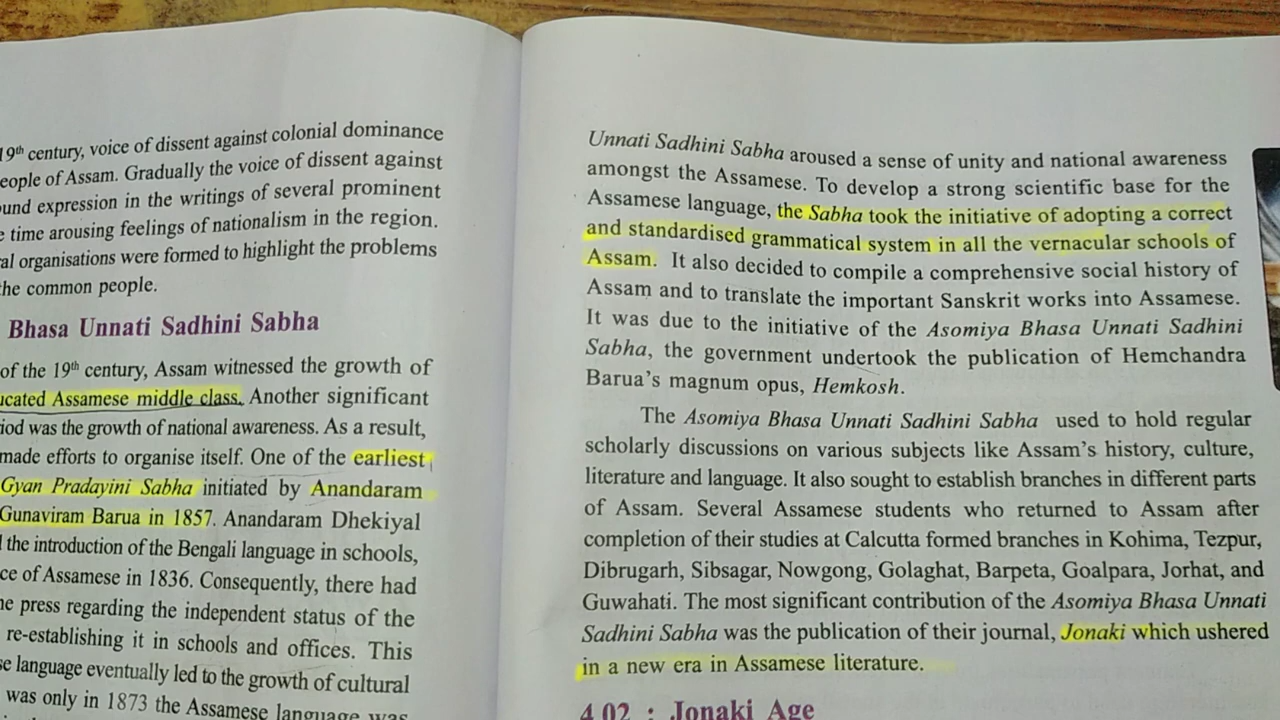 19th century, voice of dissent against colonial dominance
people of Assam. Gradually the voice of dissent against
expression in the writings of several prominent
time arousing feelings of nationalism in the region.
organisations were formed to highlight the problems
the common people.
Bhasa Unnati Sadhini Sabha
of the 19th century, Assam witnessed the growth of
Assamese middle class. Another significant
was the growth of national awareness. As a result,
made efforts to organise itself. One of the earliest
Gyan Pradayini Sabha initiated by Anandaram
Gunaviram Barua in 1857. Anandaram Dhekiyal
the introduction of the Bengali language in schools,
of Assamese in 1836. Consequently, there had
press regarding the independent status of the
re-establishing it in schools and offices. This
language eventually led to the growth of cultural
was only in 1873 the Assamese language was
Unnati Sadhini Sabha aroused a sense of unity and national awareness
amongst the Assamese. To develop a strong scientific base for the
Assamese language, the Sabha took the initiative of adopting a correct
and standardised grammatical system in all the vernacular schools of
Assam. It also decided to compile a comprehensive social history of
Assam and to translate the important Sanskrit works into Assamese.
It was due to the initiative of the Asomiya Bhasa Unnati Sadhini
Sabha, the government undertook the publication of Hemchandra
Barua's magnum opus, Hemkosh.
The Asomiya Bhasa Unnati Sadhini Sabha used to hold regular
scholarly discussions on various subjects like Assam's history, culture,
literature and language. It also sought to establish branches in different parts
of Assam. Several Assamese students who returned to Assam after
completion of their studies at Calcutta formed branches in Kohima, Tezpur,
Dibrugarh, Sibsagar, Nowgong, Golaghat, Barpeta, Goalpara, Jorhat, and
Guwahati. The most significant contribution of the Asomiya Bhasa Unnati
Sadhini Sabha was the publication of their journal, Jonaki which ushered
in a new era in Assamese literature.
4.02 : Jonaki Age